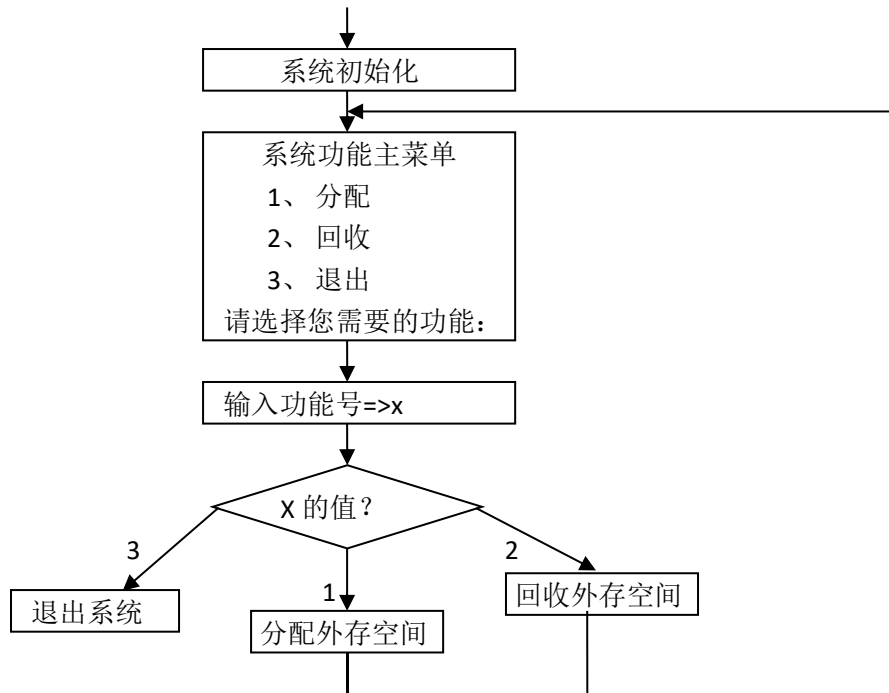 系统初始化
系统功能主菜单
1、 分配
2、 回收
3、 退出
请选择您需要的功能：
输入功能号=>x
X 的值？
3
2
1
退出系统
分配外存空间
回收外存空间